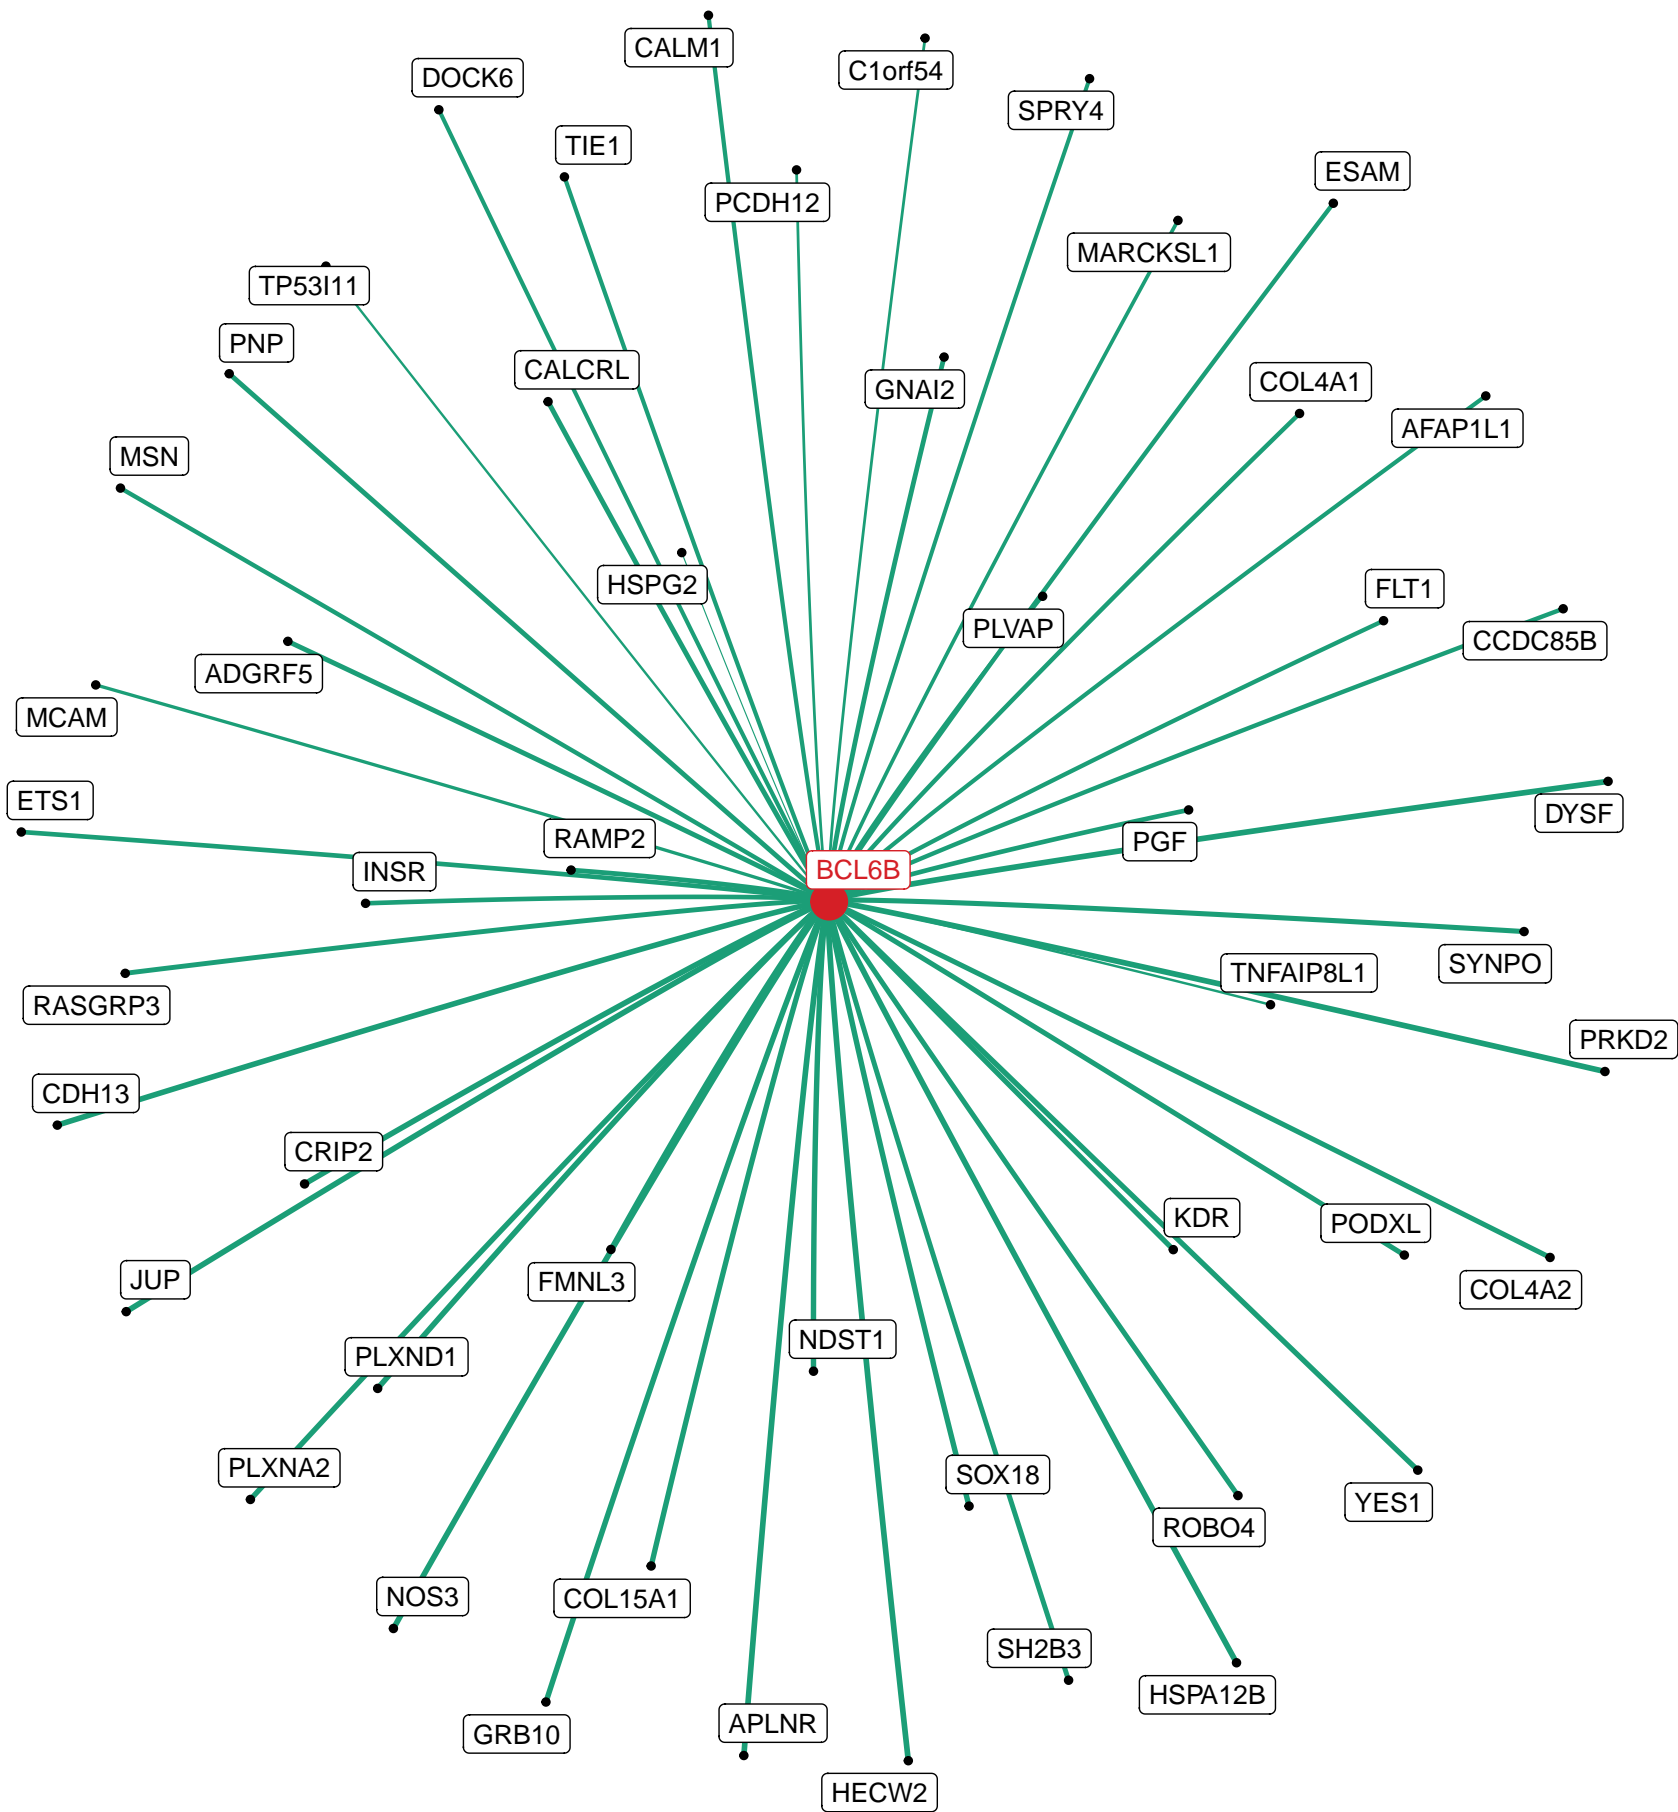 CALM1
C1orf54
DOCK6
SPRY4
TIE1
ESAM
PCDH12
MARCKSL1
TP53I11
PNP
CALCRL
COL4A1
GNAI2
AFAP1L1
MSN
HSPG2
FLT1
PLVAP
CCDC85B
ADGRF5
MCAM
ETS1
DYSF
RAMP2
PGF
INSR
BCL6B
SYNPO
TNFAIP8L1
RASGRP3
PRKD2
CDH13
CRIP2
KDR
PODXL
JUP
FMNL3
COL4A2
NDST1
PLXND1
PLXNA2
SOX18
YES1
ROBO4
NOS3
COL15A1
SH2B3
HSPA12B
APLNR
GRB10
HECW2